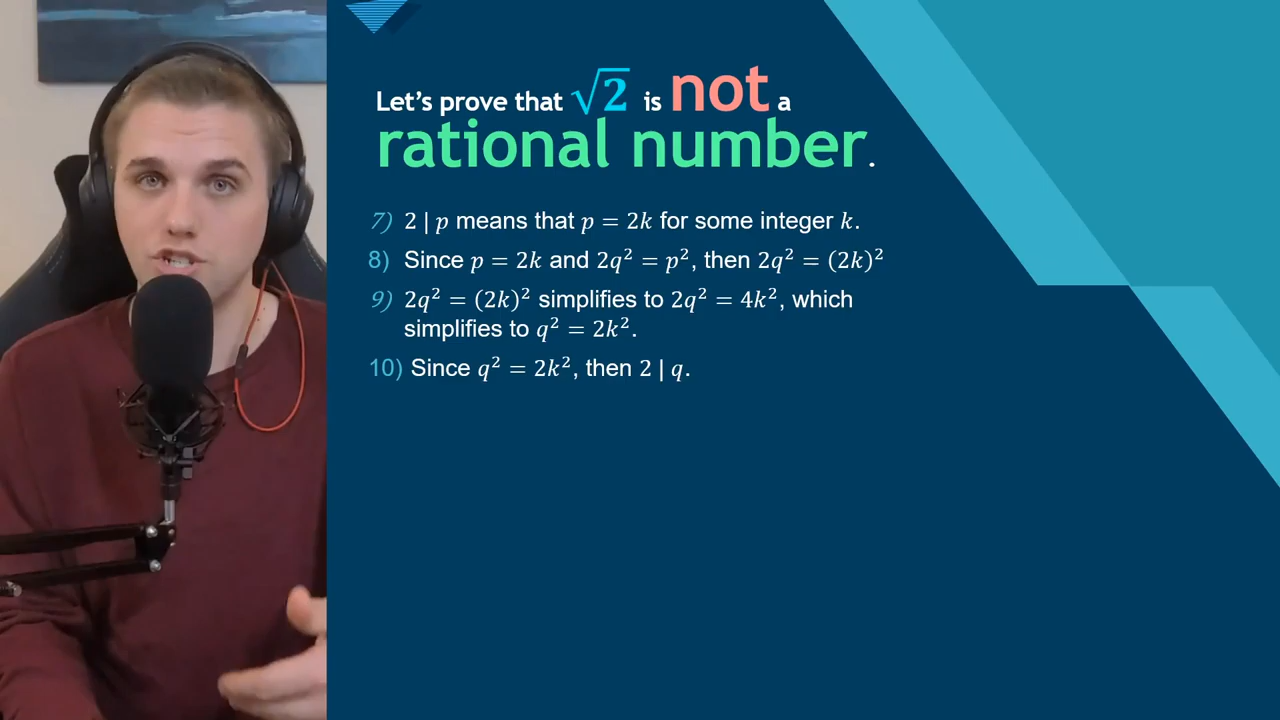 Let's prove that √2 is not a
rational number.
7) 2 | p means that p = 2k for some integer k.
8) Since p = 2k and 2q² = p², then 2q² = (2k)²
9) 2q² = (2k)² simplifies to 2q² = 4k², which
simplifies to q² = 2k².
10) Since q² = 2k², then 2 | q.